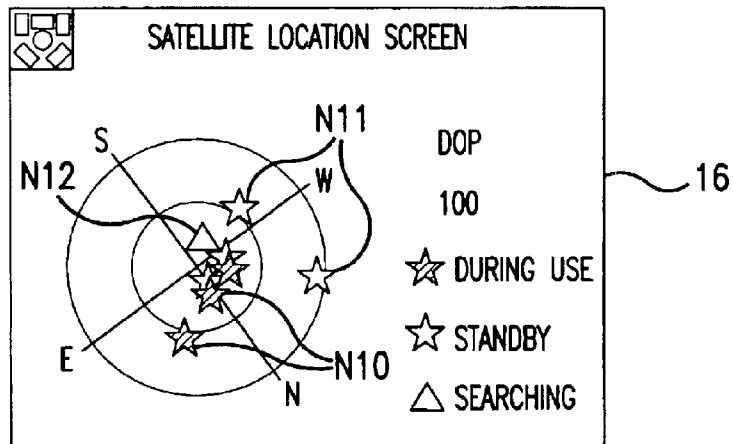 SATELLITE LOCATION SCREEN
N11
S
DOP
N12
W
16
100
DURING USE
STANDBY
E
N10
N
SEARCHING